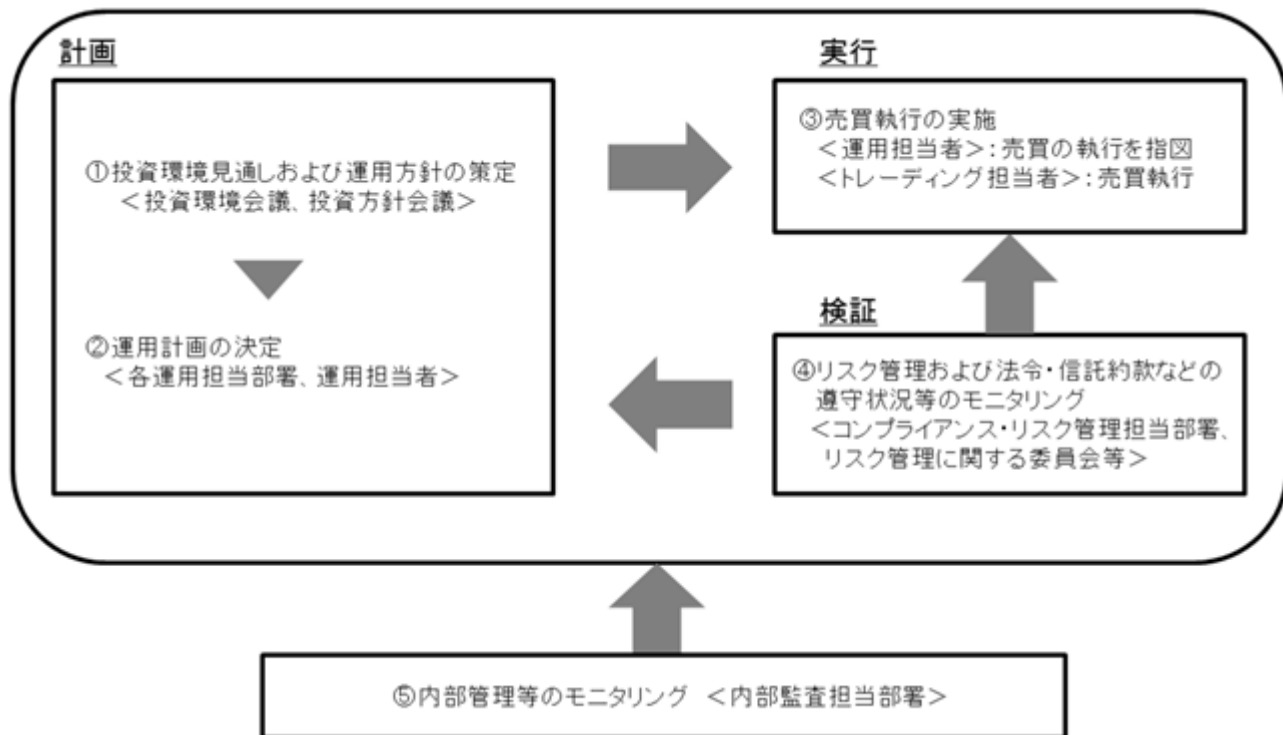 計画
①投資環境見通しおよび運用方針の策定
＜投資環境会議、投資方針会議＞
②運用計画の決定
＜各運用担当部署、運用担当者＞
実行
③売買執行の実施
＜運用担当者＞：売買の執行を指図
＜トレーディング担当者＞：売買執行
検証
④リスク管理および法令・信託約款などの
遵守状況等のモニタリング
＜コンプライアンス・リスク管理担当部署、
リスク管理に関する委員会等＞
⑤内部管理等のモニタリング ＜内部監査担当部署＞